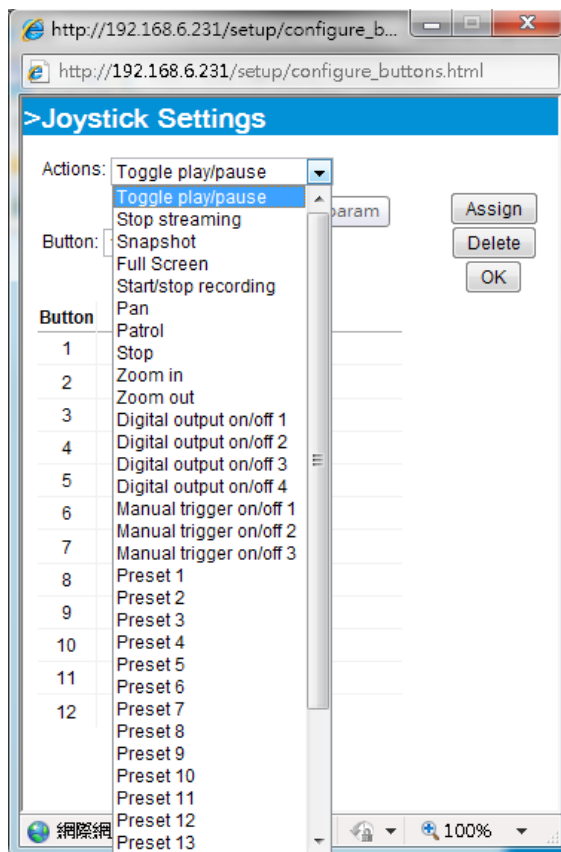 http://192.168.6.231/setup/configure_b...
http://192.168.6.231/setup/configure_buttons.html
>Joystick Settings
Actions: Toggle play/pause
Toggle play/pause
param
Assign
Stop streaming
Button:
Snapshot
Delete
Full Screen
OK
Start/stop recording
Button
Pan
Patrol
1
Stop
2
Zoom in
Zoom out
3
Digital output on/off 1
4
Digital output on/off 2
Digital output on/off 3
5
Digital output on/off 4
6
Manual trigger on/off 1
Manual trigger on/off 2
7
Manual trigger on/off 3
8
Preset 1
Preset 2
9
Preset 3
10
Preset 4
Preset 5
11
Preset 6
12
Preset 7
Preset 8
Preset 9
Preset 10
Preset 11
Preset 12
Preset 13
網際網
100%